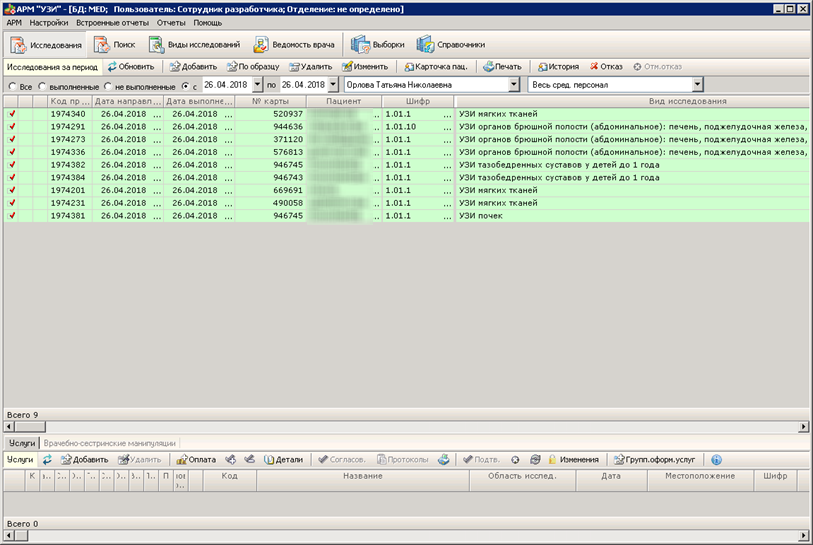 АРМ "УЗИ" - [БД: MED; Пользователь: Сотрудник разработчика; Отделение: не определено]
АРМ Настройки Встроенные отчеты Отчеты Помощь
Исследования Поиск Виды исследований Ведомость врача Выборки Справочники
Исследования за период Обновить Добавить По образцу Удалить Изменить Карточка пац. Печать История Отказ Отм.отказ
Все выполненные не выполненные с 26.04.2018 по 26.04.2018 Орлова Татьяна Николаевна Весь сред. персонал
Код пр... Дата направл... Дата выполне... № карты Пациент Шифр Вид исследования
1974340 26.04.2018 ... 26.04.2018 ... 520937 .. 1.01.1 ... УЗИ мягких тканей
1974291 26.04.2018 ... 26.04.2018 ... 944636 .. 1.01.10 ... УЗИ органов брюшной полости (абдоминальное): печень, поджелудочная железа,
1974273 26.04.2018 ... 26.04.2018 ... 371120 .. 1.01.1 ... УЗИ органов брюшной полости (абдоминальное): печень, поджелудочная железа,
1974336 26.04.2018 ... 26.04.2018 ... 576813 .. 1.01.1 ... УЗИ органов брюшной полости (абдоминальное): печень, поджелудочная железа,
1974382 26.04.2018 ... 26.04.2018 ... 946745 .. 1.01.1 ... УЗИ тазобедренных суставов у детей до 1 года
1974384 26.04.2018 ... 26.04.2018 ... 946743 .. 1.01.1 ... УЗИ тазобедренных суставов у детей до 1 года
1974201 26.04.2018 ... 26.04.2018 ... 669691 .. 1.01.1 ... УЗИ мягких тканей
1974231 26.04.2018 ... 26.04.2018 ... 490058 .. 1.01.1 ... УЗИ мягких тканей
1974381 26.04.2018 ... 26.04.2018 ... 946745 .. 1.01.1 ... УЗИ почек
Всего 9
Услуги Врачебно-сестринские манипуляции
Услуги Добавить Удалить Оплата Детали Согласов. Протоколы Подтв. Изменения Групп.оформ.услуг
К П Код Название Область исслед. Дата Местоположение Шифр
Всего 0